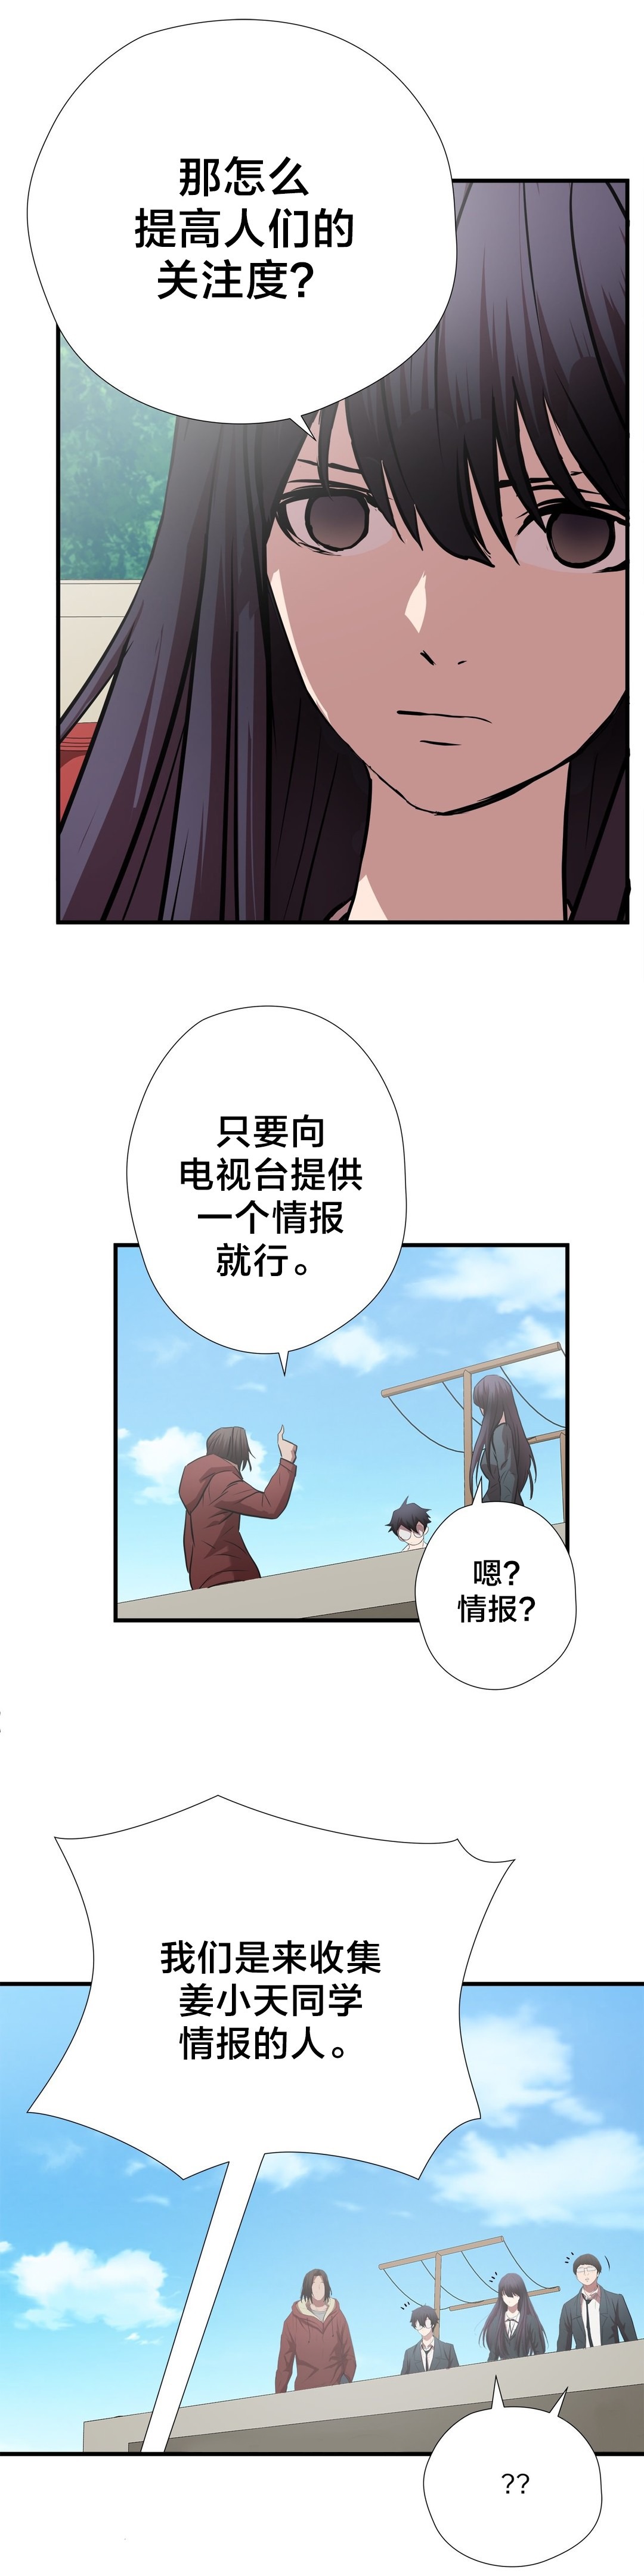 那怎么
提高人们的
关注度?
只要向
电视台提供
一个情报
就行。
嗯?
情报?
我们是来收集
姜小天同学
情报的人。
??